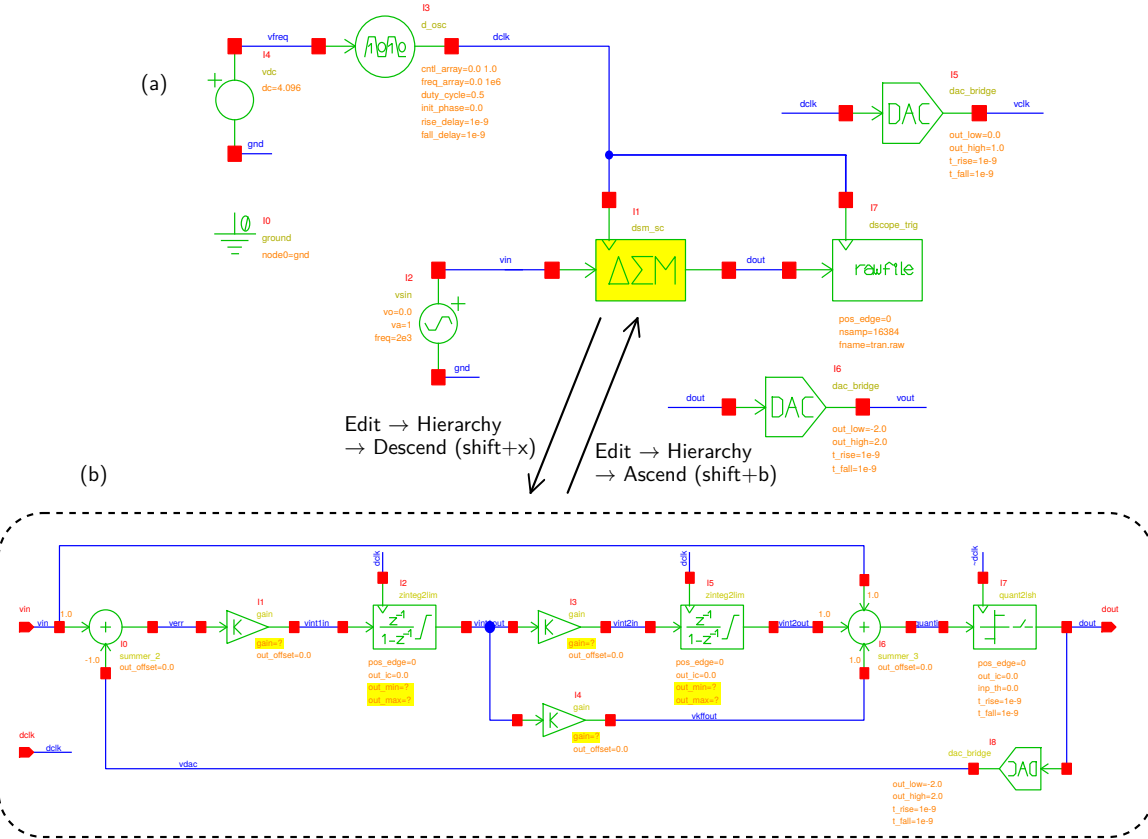 (a)
I4
vdc
dc=4.096
vfreq
gnd
I3
d_osc
cntl_array=0.0 1.0
freq_array=0.0 1e6
duty_cycle=0.5
init_phase=0.0
rise_delay=1e-9
fall_delay=1e-9
dclk
I5
dac_bridge
dclk
DAC
vclk
out_low=0.0
out_high=1.0
t_rise=1e-9
t_fall=1e-9
0
I0
ground
node0=gnd
I1
dsm_sc
ΔΣM
I7
dscope_trig
rawfile
pos_edge=0
nsamp=16384
fname=tran.raw
vin
dout
I2
vsin
vo=0.0
va=1
freq=2e3
gnd
I6
dac_bridge
dout
DAC
vout
out_low=-2.0
out_high=2.0
t_rise=1e-9
t_fall=1e-9
Edit → Hierarchy
→ Descend (shift+x)
Edit → Hierarchy
→ Ascend (shift+b)
(b)
vin
vin
1.0
-1.0
+
I0
summer_2
out_offset=0.0
verr
I1
gain
K
gain=?
out_offset=0.0
vint1in
dclk
I2
zinteg2lim
z⁻¹
1-z⁻¹
pos_edge=0
out_ic=0.0
out_min=?
out_max=?
vint1out
I3
gain
K
gain=?
out_offset=0.0
vint2in
dclk
I5
zinteg2lim
z⁻¹
1-z⁻¹
pos_edge=0
out_ic=0.0
out_min=?
out_max=?
vint2out
1.0
1.0
1.0
+
I6
summer_3
out_offset=0.0
quantin
~dclk
I7
quant2lsh
pos_edge=0
out_ic=0.0
inp_th=0.0
t_rise=1e-9
t_fall=1e-9
dout
dout
I4
gain
K
gain=?
out_offset=0.0
vkffout
dclk
dclk
vdac
I8
dac_bridge
DAC
out_low=-2.0
out_high=2.0
t_rise=1e-9
t_fall=1e-9